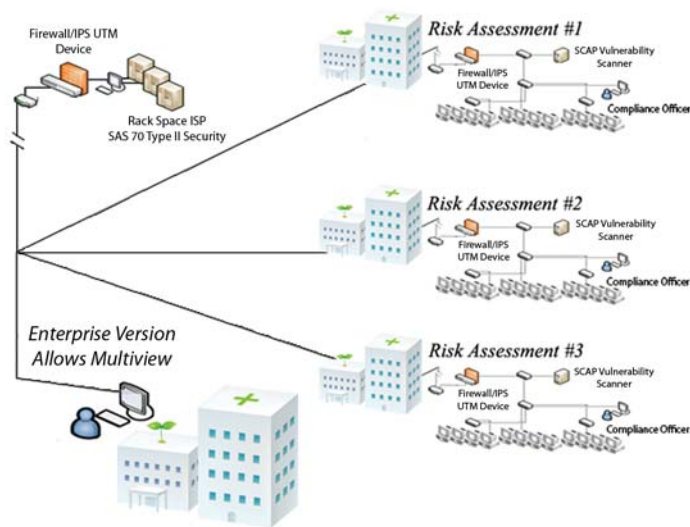 Firewall/IPS UTM
Device
Rack Space ISP
SAS 70 Type II Security
Risk Assessment #1
SCAP Vulnerability
Scanner
Firewall/IPS
UTM Device
Compliance Officer
Risk Assessment #2
SCAP Vulnerability
Scanner
Firewall/IPS
UTM Device
Compliance Officer
Enterprise Version
Allows Multiview
Risk Assessment #3
SCAP Vulnerability
Scanner
Firewall/IPS
UTM Device
Compliance Officer